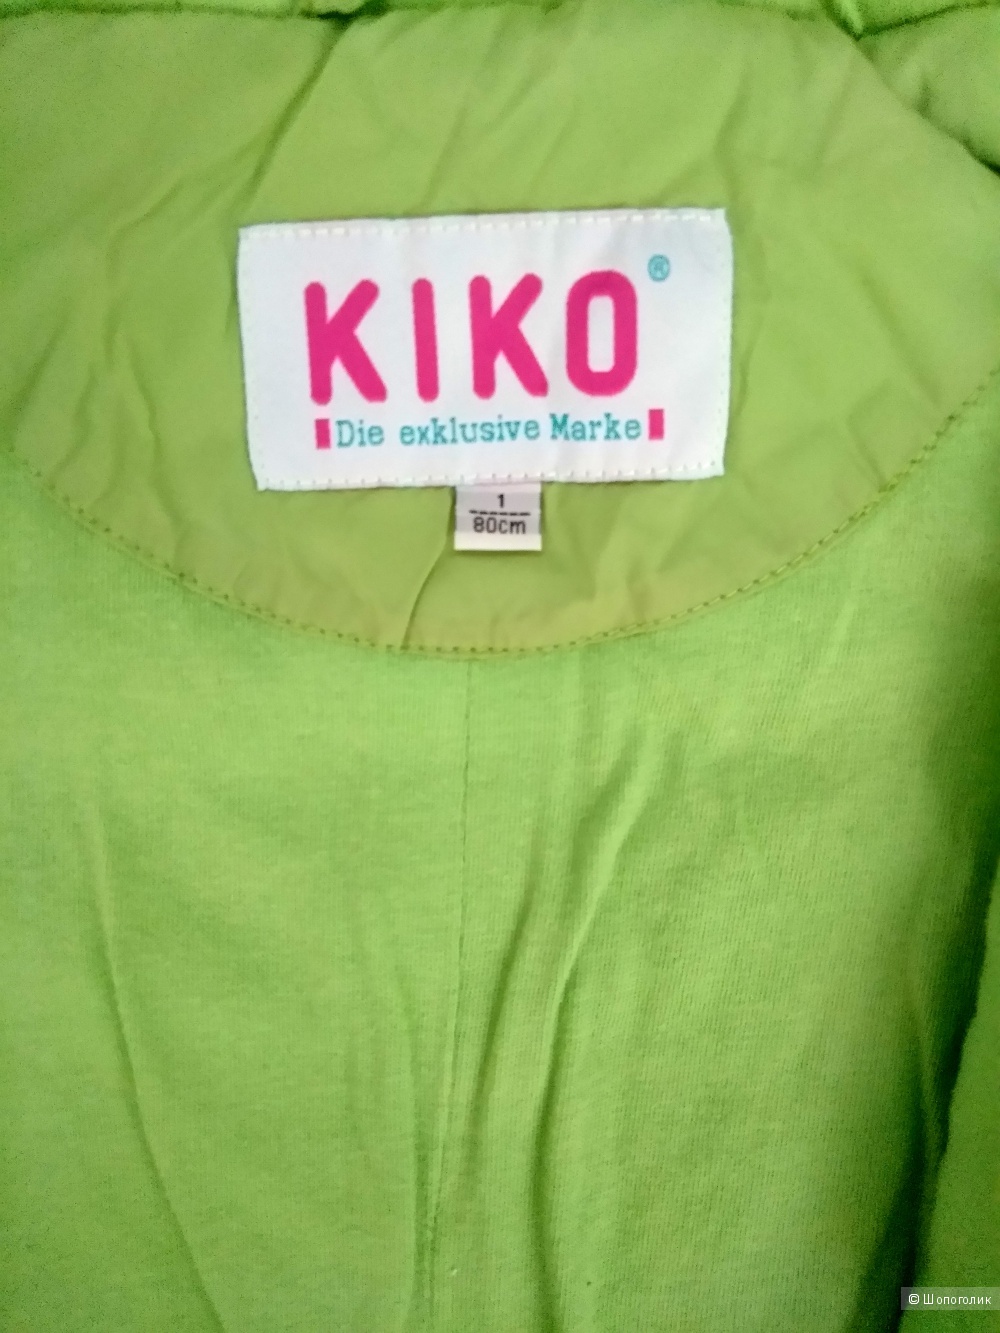 KIKO®
Die exklusive Marke
1
80cm
© Шопоголик